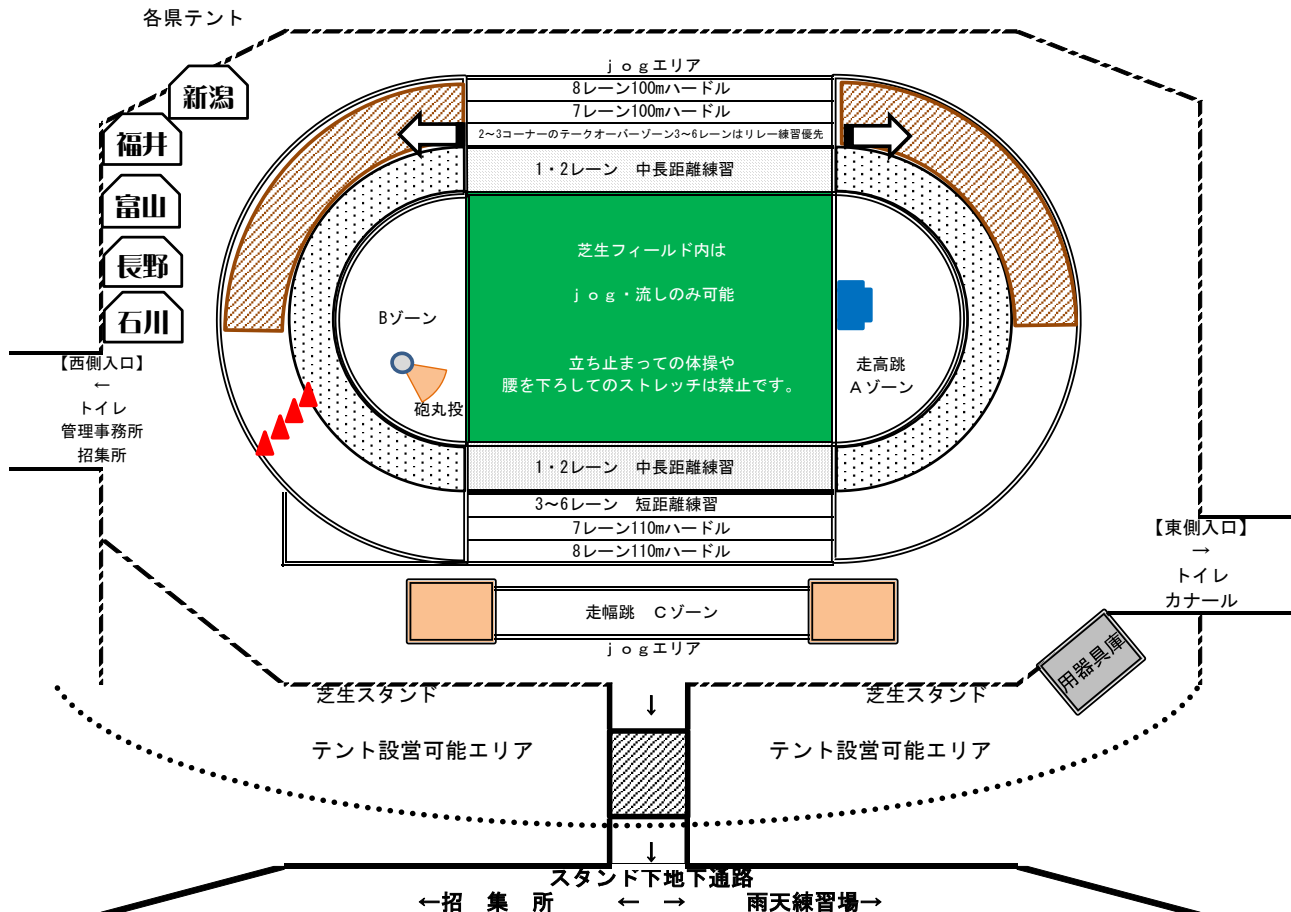 各県テント
新潟
福井
富山
長野
石川
【西側入口】
←
トイレ
管理事務所
招集所
ｊｏｇエリア
8レーン100mハードル
7レーン100mハードル
2～3コーナーのテークオーバーゾーン3～6レーンはリレー練習優先
1・2レーン　中長距離練習
芝生フィールド内は
ｊｏｇ・流しのみ可能
立ち止まっての体操や
腰を下ろしてのストレッチは禁止です。
Bゾーン
砲丸投
走高跳
Ａゾーン
1・2レーン　中長距離練習
3～6レーン　短距離練習
7レーン110mハードル
8レーン110mハードル
走幅跳　Ｃゾーン
ｊｏｇエリア
【東側入口】
→
トイレ
カナール
用器具庫
芝生スタンド
芝生スタンド
↓
テント設営可能エリア
テント設営可能エリア
↓
スタンド下地下通路
←招　集　所　　←　→　　雨天練習場→